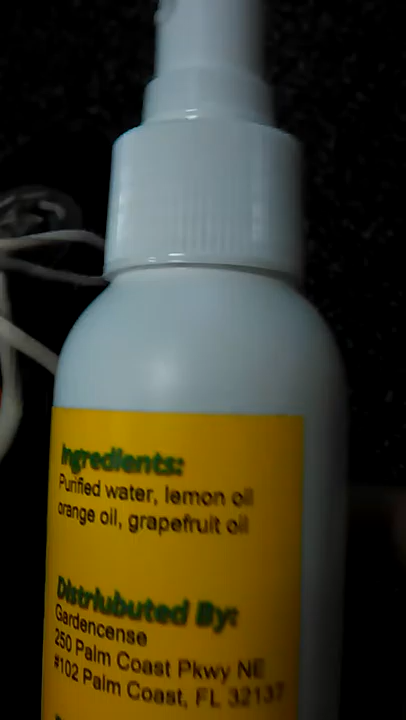 Ingredients:
Purified water, lemon oil
orange oil, grapefruit oil
Distriubuted By:
Gardencense
250 Palm Coast Pkwy NE
#102 Palm Coast, FL 32137